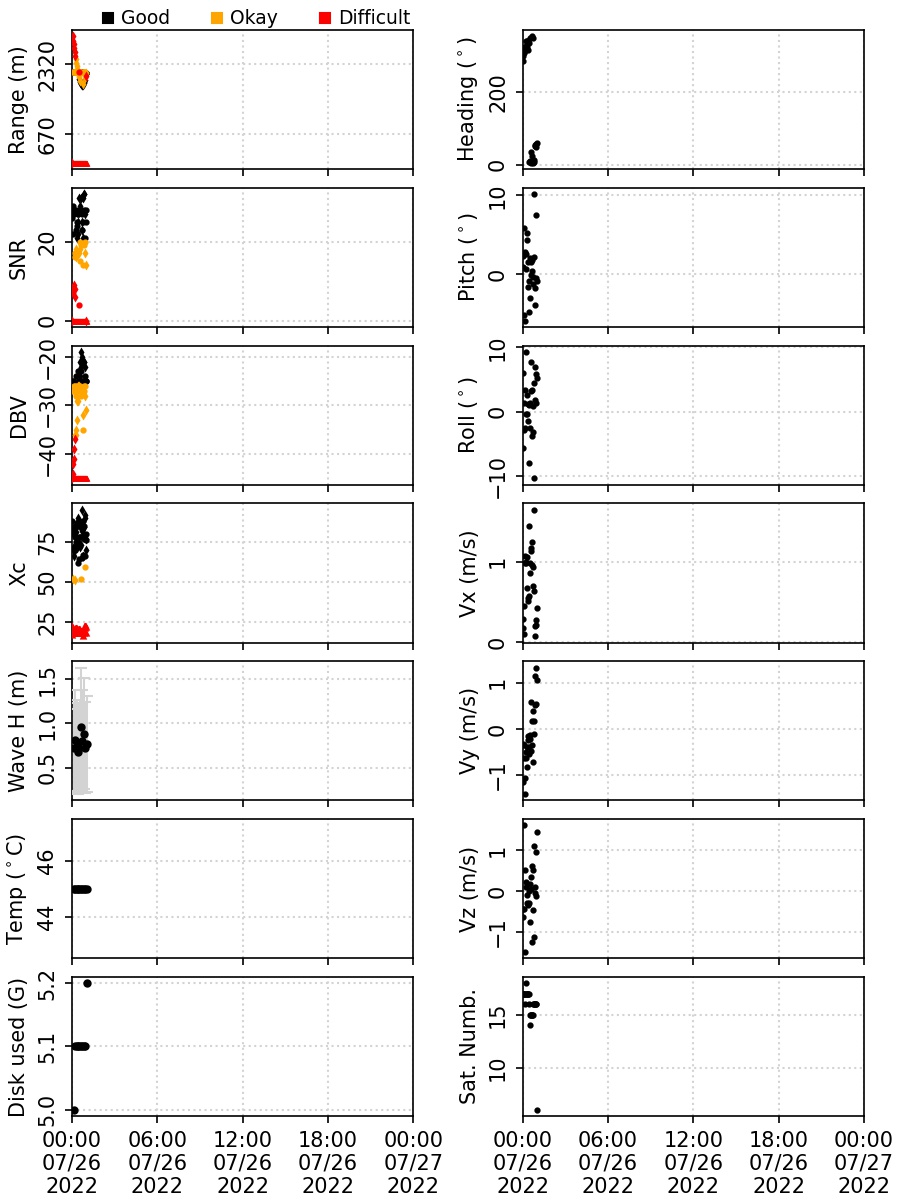 Good Okay Difficult
Range (m)
2320
670
Heading (°)
200
0
SNR
20
0
Pitch (°)
10
0
DBV
−20
−30
−40
Roll (°)
10
0
−10
Xc
75
50
25
Vx (m/s)
1
0
Wave H (m)
1.5
1.0
0.5
Vy (m/s)
1
0
−1
Temp (°C)
46
44
Vz (m/s)
1
0
−1
Disk used (G)
5.2
5.1
5.0
Sat. Numb.
15
10
00:00 06:00 12:00 18:00 00:00
07/26 07/26 07/26 07/26 07/27
2022 2022 2022 2022 2022
00:00 06:00 12:00 18:00 00:00
07/26 07/26 07/26 07/26 07/27
2022 2022 2022 2022 2022